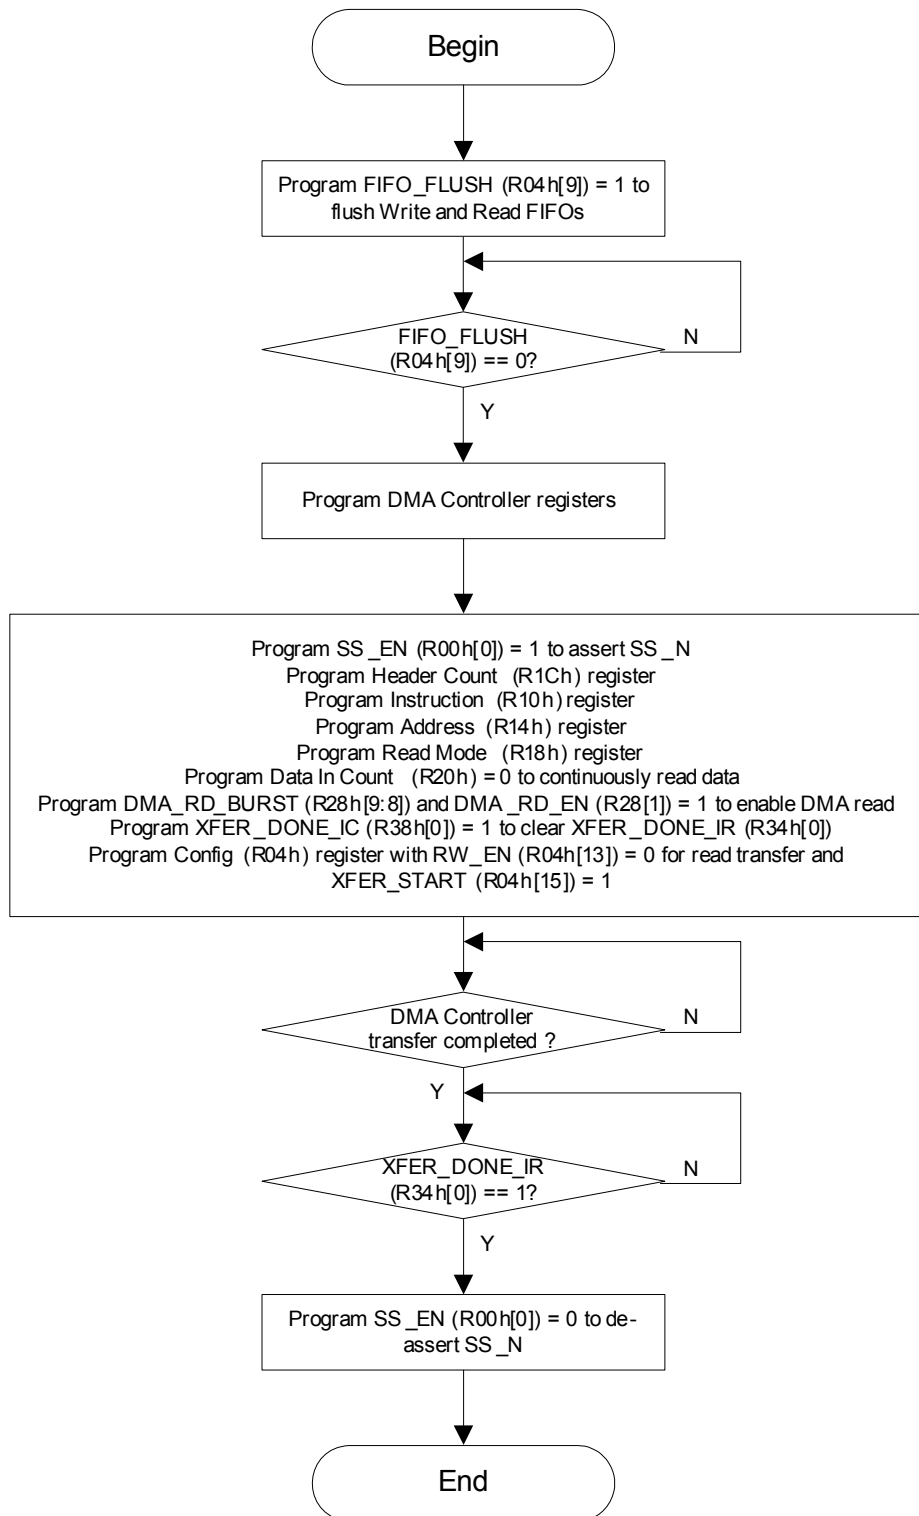 Begin
Program FIFO_FLUSH (R04h[9]) = 1 to
flush Write and Read FIFOs
FIFO_FLUSH
(R04h[9]) == 0?
N
Y
Program DMA Controller registers
Program SS_EN (R00h[0]) = 1 to assert SS_N
Program Header Count (R1Ch) register
Program Instruction (R10h) register
Program Address (R14h) register
Program Read Mode (R18h) register
Program Data In Count (R20h) = 0 to continuously read data
Program DMA_RD_BURST (R28h[9:8]) and DMA_RD_EN (R28[1]) = 1 to enable DMA read
Program XFER_DONE_IC (R38h[0]) = 1 to clear XFER_DONE_IR (R34h[0])
Program Config (R04h) register with RW_EN (R04h[13]) = 0 for read transfer and
XFER_START (R04h[15]) = 1
DMA Controller
transfer completed ?
N
Y
XFER_DONE_IR
(R34h[0]) == 1?
N
Y
Program SS_EN (R00h[0]) = 0 to de-
assert SS_N
End